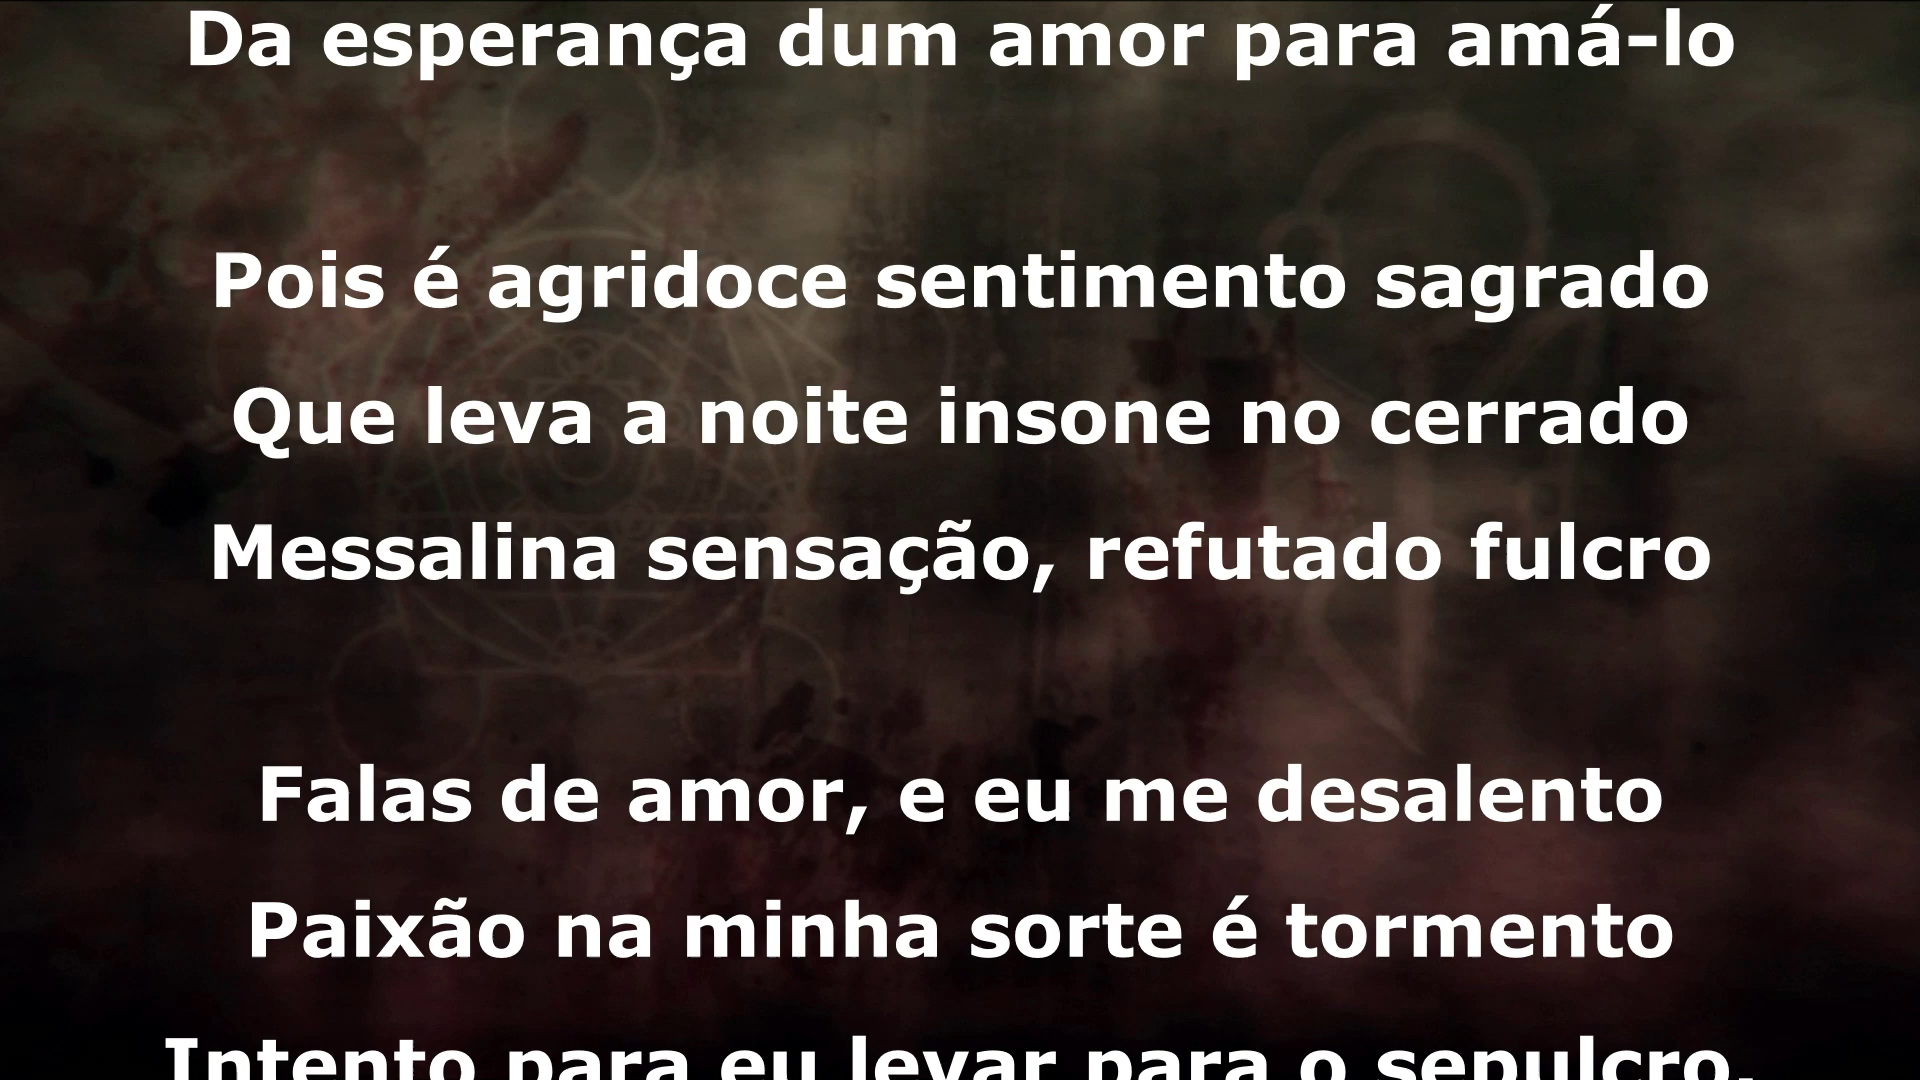 Da esperança dum amor para amá-lo
Pois é agridoce sentimento sagrado
Que leva a noite insone no cerrado
Messalina sensação, refutado fulcro
Falas de amor, e eu me desalento
Paixão na minha sorte é tormento
Intento para eu levar para o sepulcro.